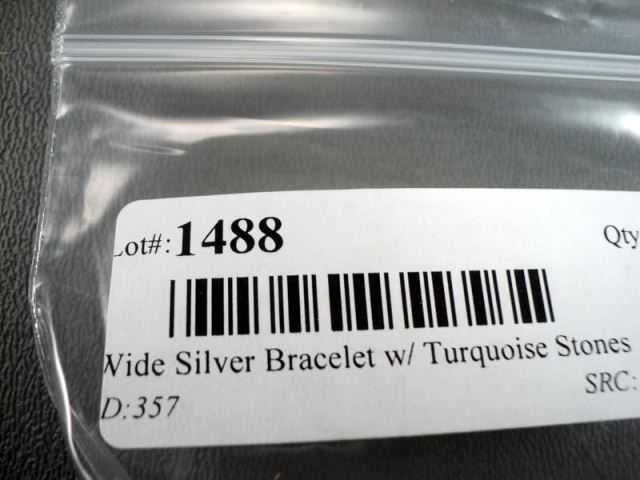 Lot#: 1488
Qty
Wide Silver Bracelet w/ Turquoise Stones
D:357
SRC: